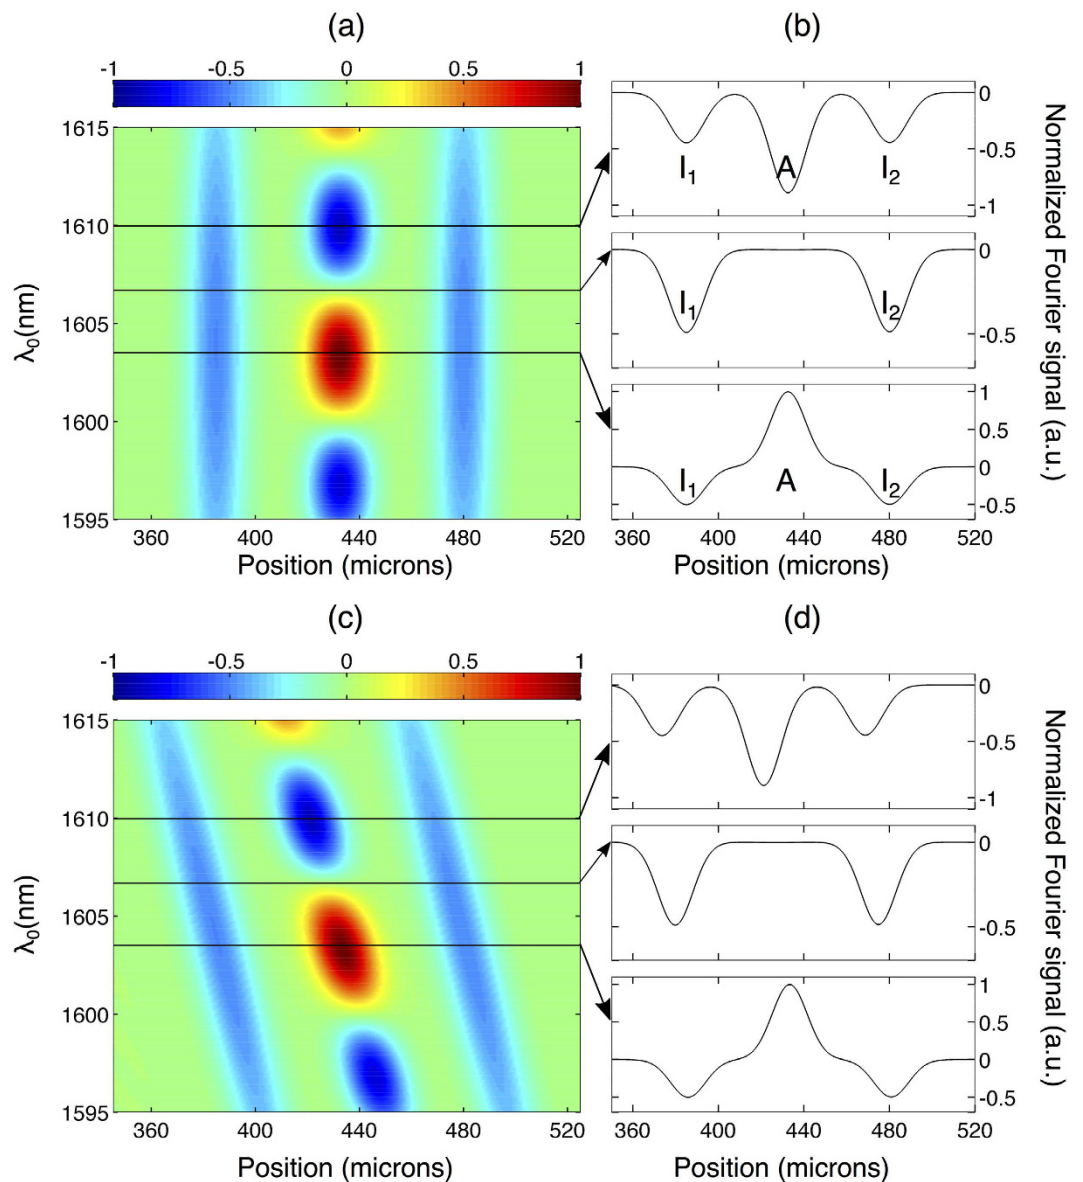 (a)
-1 -0.5 0 0.5 1
1615
1610
1605
1600
1595
λ₀(nm)
360 400 440 480 520
Position (microns)
(b)
0
-0.5
-1
I₁ A I₂
0
-0.5
I₁ I₂
1
0.5
0
-0.5
I₁ A I₂
360 400 440 480 520
Position (microns)
Normalized Fourier signal (a.u.)
(c)
-1 -0.5 0 0.5 1
1615
1610
1605
1600
1595
λ₀(nm)
360 400 440 480 520
Position (microns)
(d)
0
-0.5
-1
0
-0.5
1
0.5
0
-0.5
360 400 440 480 520
Position (microns)
Normalized Fourier signal (a.u.)